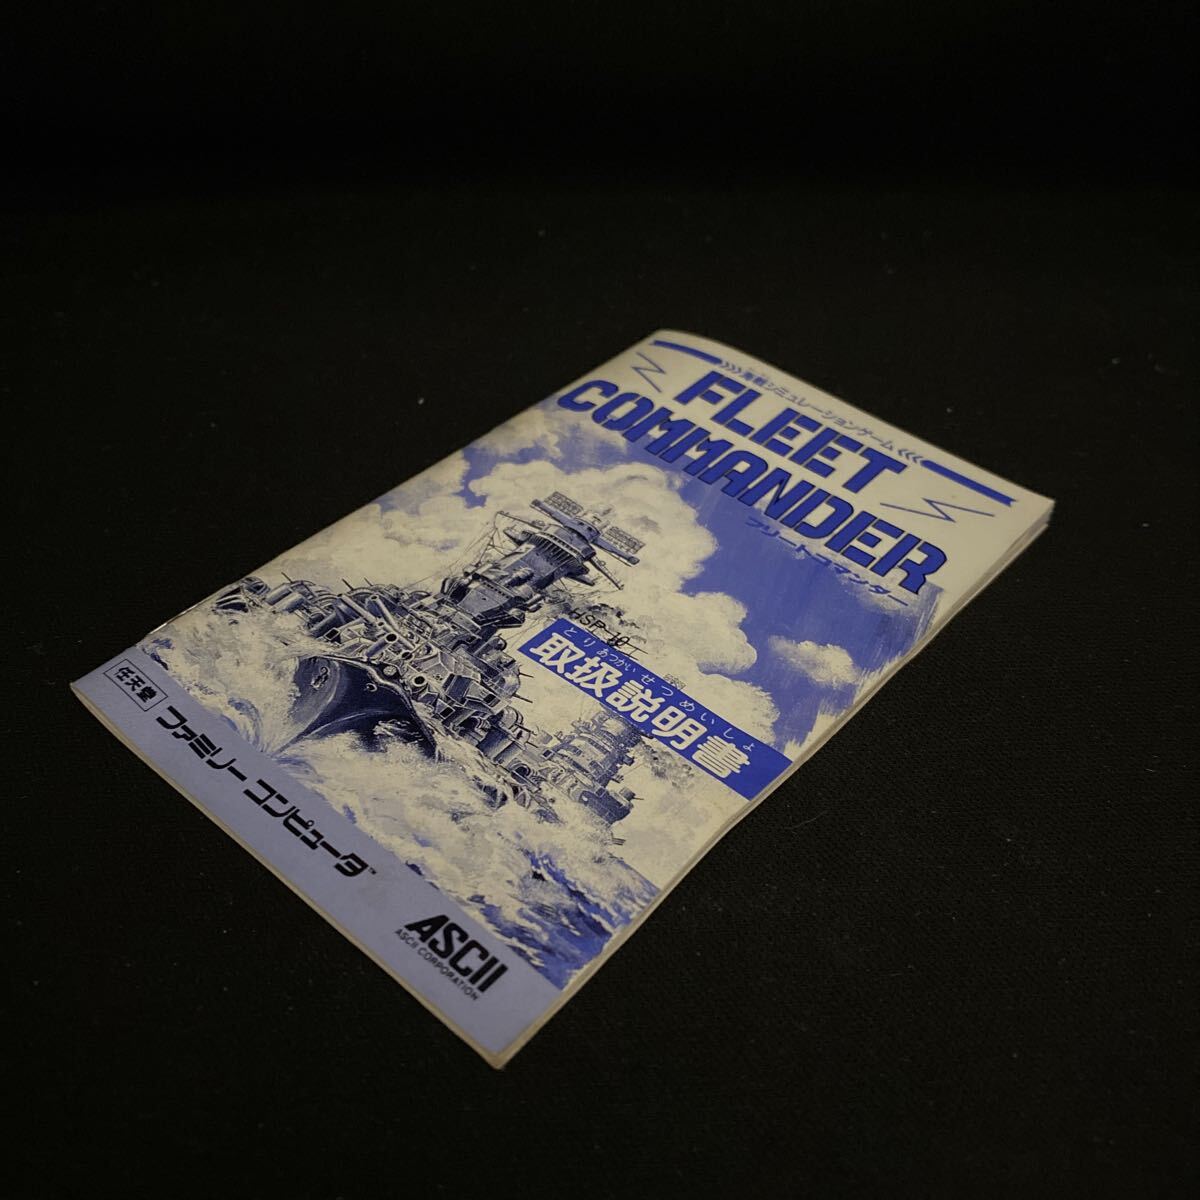 >>>海戦シミュレーションゲーム<<<
FLEET
COMMANDER
フリートコマンダー
HSP-10
とりあつかいせつめいしょ
取扱説明書
任天堂 ファミリーコンピュータ™
ASCII
ASCII CORPORATION